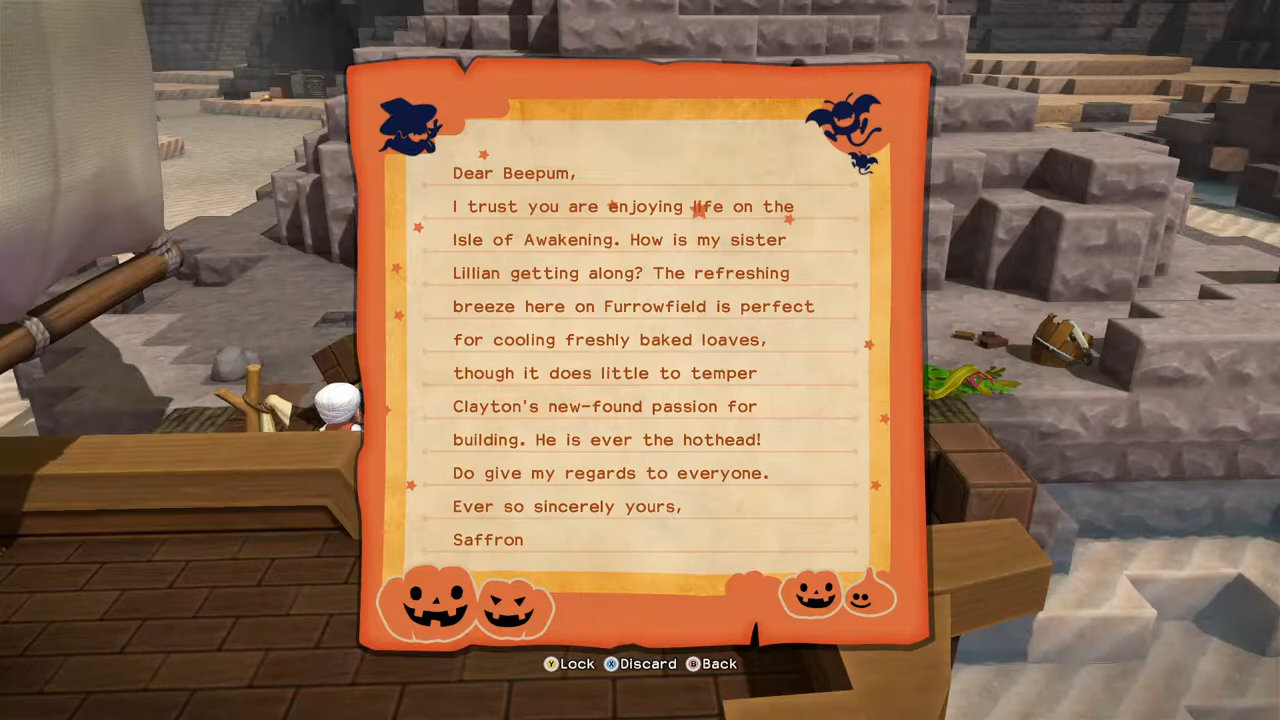 Dear Beepum,
I trust you are enjoying life on the
Isle of Awakening. How is my sister
Lillian getting along? The refreshing
breeze here on Furrowfield is perfect
for cooling freshly baked loaves,
though it does little to temper
Clayton's new-found passion for
building. He is ever the hothead!
Do give my regards to everyone.
Ever so sincerely yours,
Saffron
Y Lock X Discard B Back